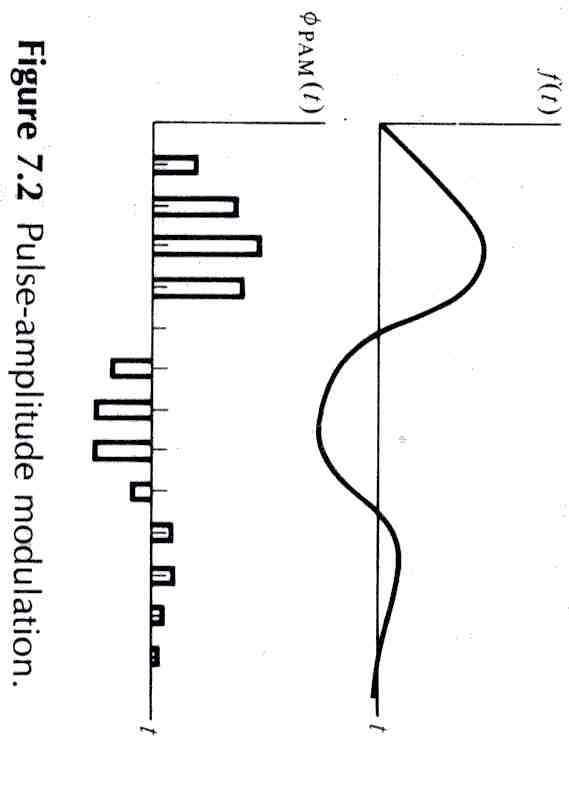 f(t)
t
ϕPAM(t)
t
Figure 7.2 Pulse-amplitude modulation.